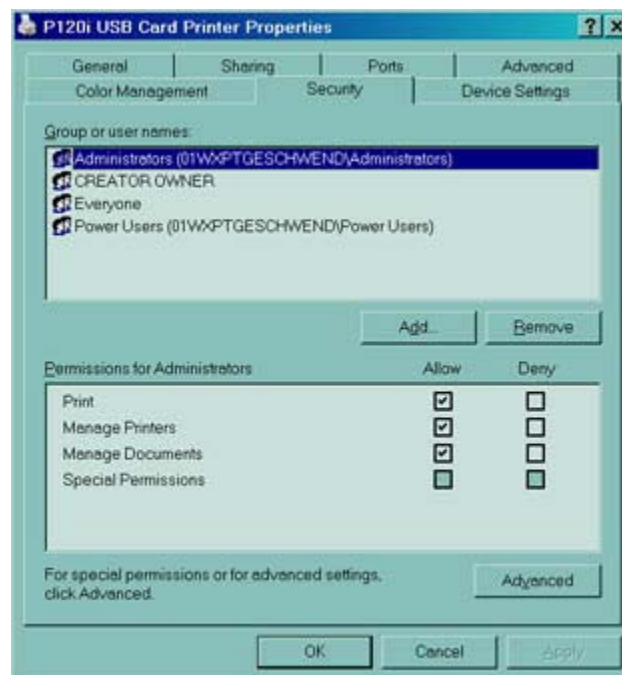 P120i USB Card Printer Properties
General Sharing Ports Advanced
Color Management Security Device Settings
Group or user names:
Administrators (01WXPTGESCHWEND\Administrators)
CREATOR OWNER
Everyone
Power Users (01WXPTGESCHWEND\Power Users)
Add... Remove
Permissions for Administrators Allow Deny
Print
Manage Printers
Manage Documents
Special Permissions
For special permissions or for advanced settings,
click Advanced.
Advanced
OK Cancel Apply